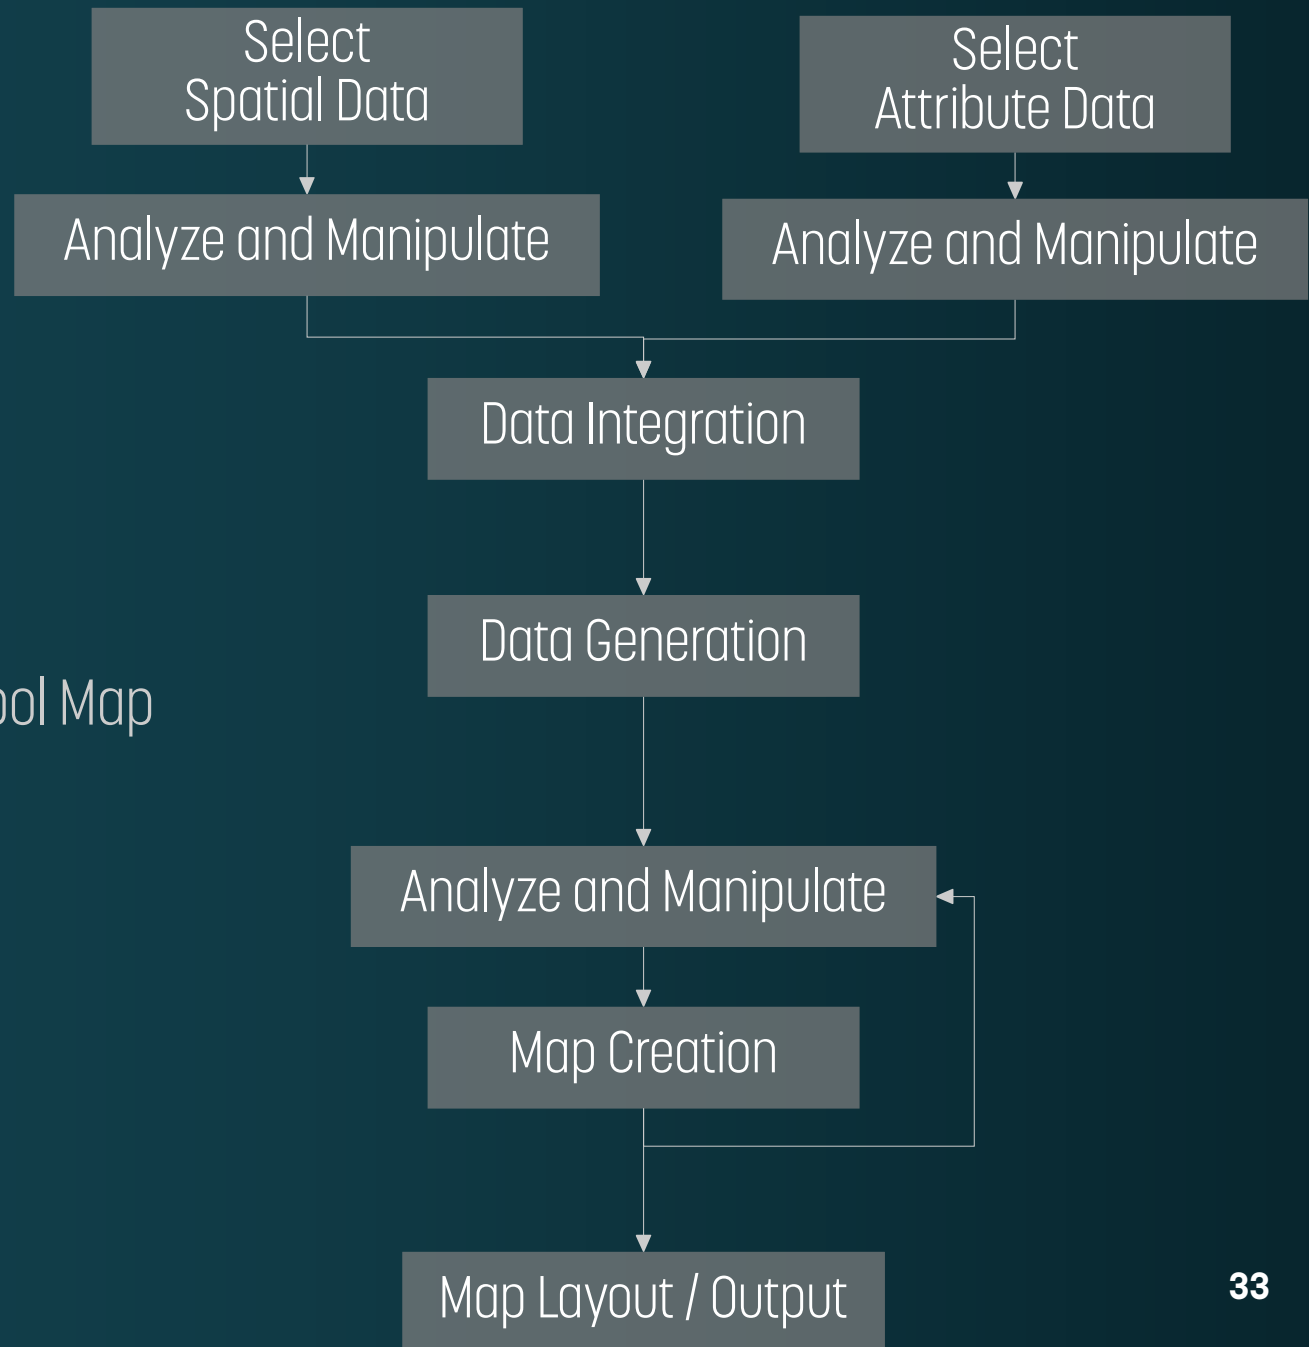 Select
Spatial Data
Select
Attribute Data
Analyze and Manipulate
Analyze and Manipulate
Data Integration
Data Generation
Map
Analyze and Manipulate
Map Creation
Map Layout / Output
33